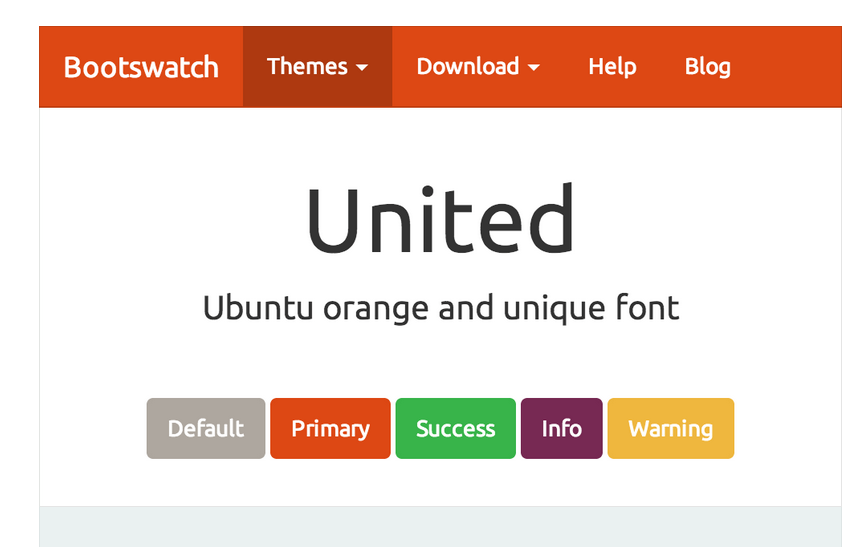 Bootswatch Themes Download Help Blog
United
Ubuntu orange and unique font
Default Primary Success Info Warning